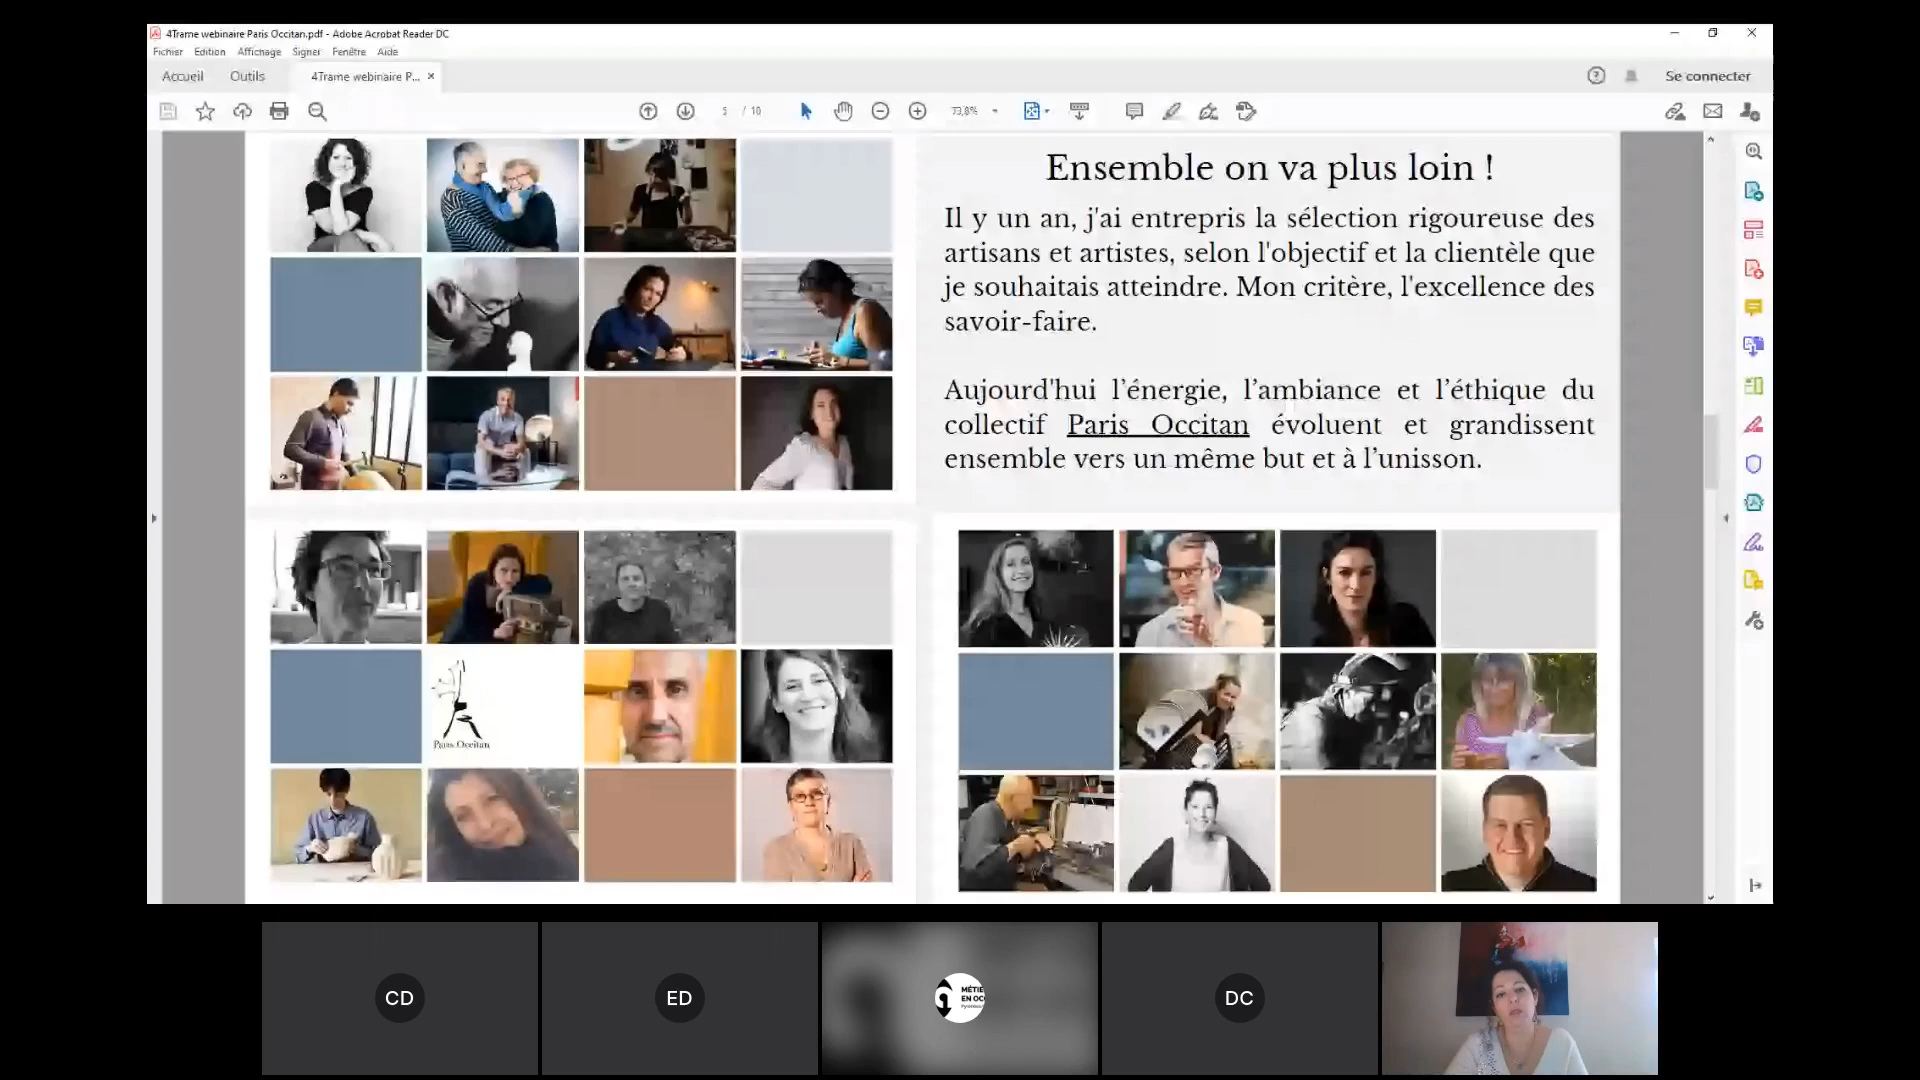 4Trame webinaire Paris Occitan.pdf - Adobe Acrobat Reader DC
Fichier Edition Affichage Signer Fenêtre Aide
Accueil Outils 4Trame webinaire P... Se connecter
5 / 10 73,8%
Ensemble on va plus loin !
Il y un an, j'ai entrepris la sélection rigoureuse des
artisans et artistes, selon l'objectif et la clientèle que
je souhaitais atteindre. Mon critère, l'excellence des
savoir-faire.
Aujourd'hui l’énergie, l’ambiance et l’éthique du
collectif Paris Occitan évoluent et grandissent
ensemble vers un même but et à l’unisson.
Paris Occitan
CD ED DC
MÉTIE
EN OC